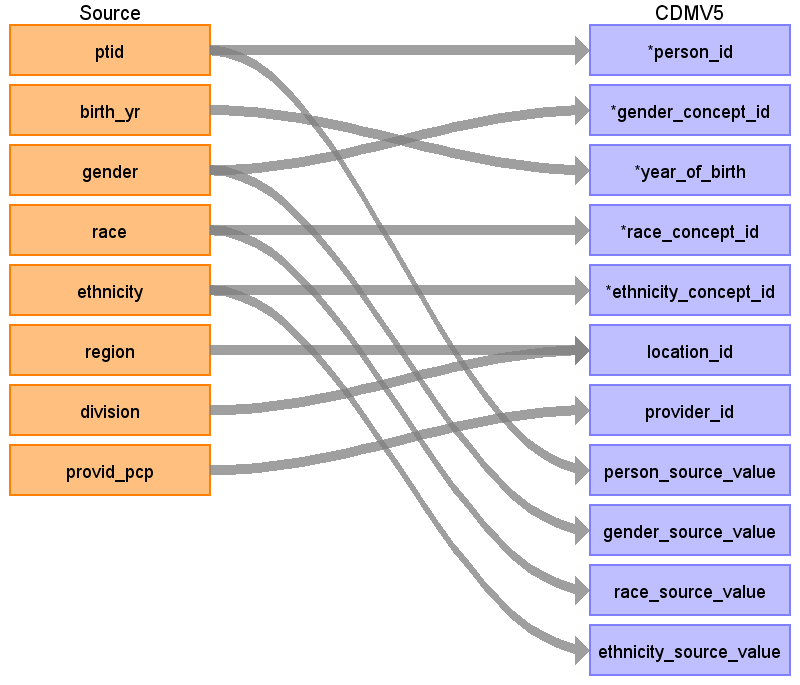 Source CDMV5
ptid *person_id
birth_yr *gender_concept_id
gender *year_of_birth
race *race_concept_id
ethnicity *ethnicity_concept_id
region location_id
division provider_id
provid_pcp person_source_value
gender_source_value
race_source_value
ethnicity_source_value